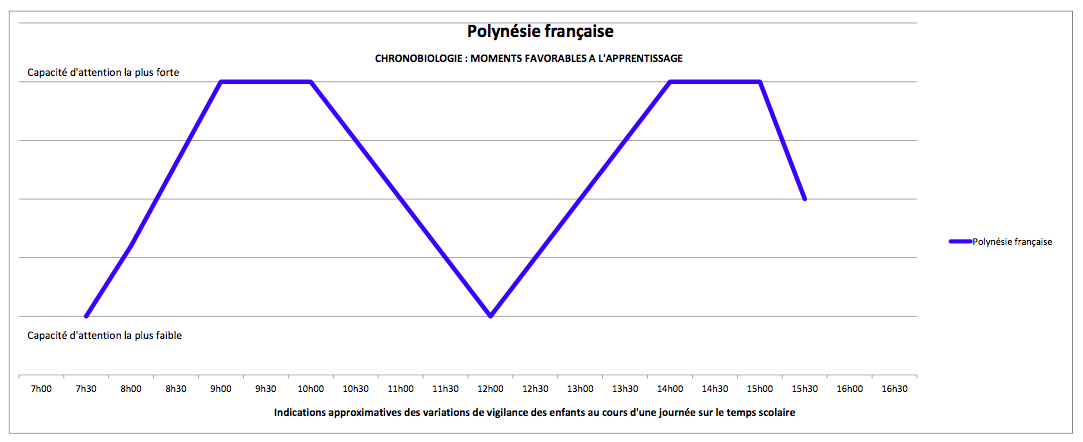 Polynésie française
CHRONOBIOLOGIE : MOMENTS FAVORABLES A L'APPRENTISSAGE
Capacité d'attention la plus forte
Polynésie française
Capacité d'attention la plus faible
7h00 7h30 8h00 8h30 9h00 9h30 10h00 10h30 11h00 11h30 12h00 12h30 13h00 13h30 14h00 14h30 15h00 15h30 16h00 16h30
Indications approximatives des variations de vigilance des enfants au cours d'une journée sur le temps scolaire